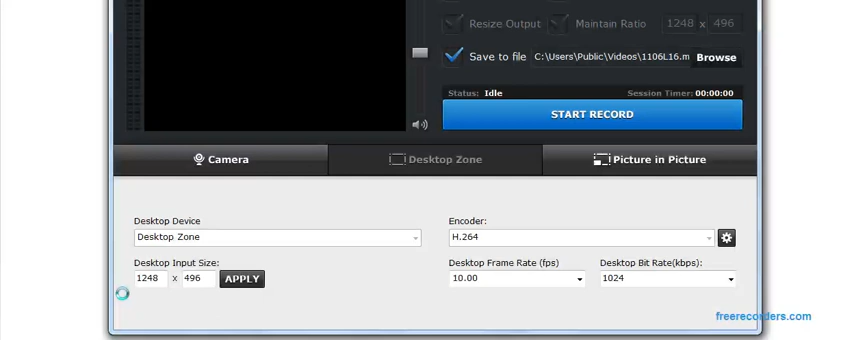 Resize Output Maintain Ratio 1248 x 496
Save to file C:\Users\Public\Videos\1106L16.m Browse
Status: Idle Session Timer: 00:00:00
START RECORD
Camera Desktop Zone Picture in Picture
Desktop Device Encoder:
Desktop Zone H.264
Desktop Input Size: Desktop Frame Rate (fps) Desktop Bit Rate(kbps):
1248 x 496 APPLY 10.00 1024
freerecorders.com